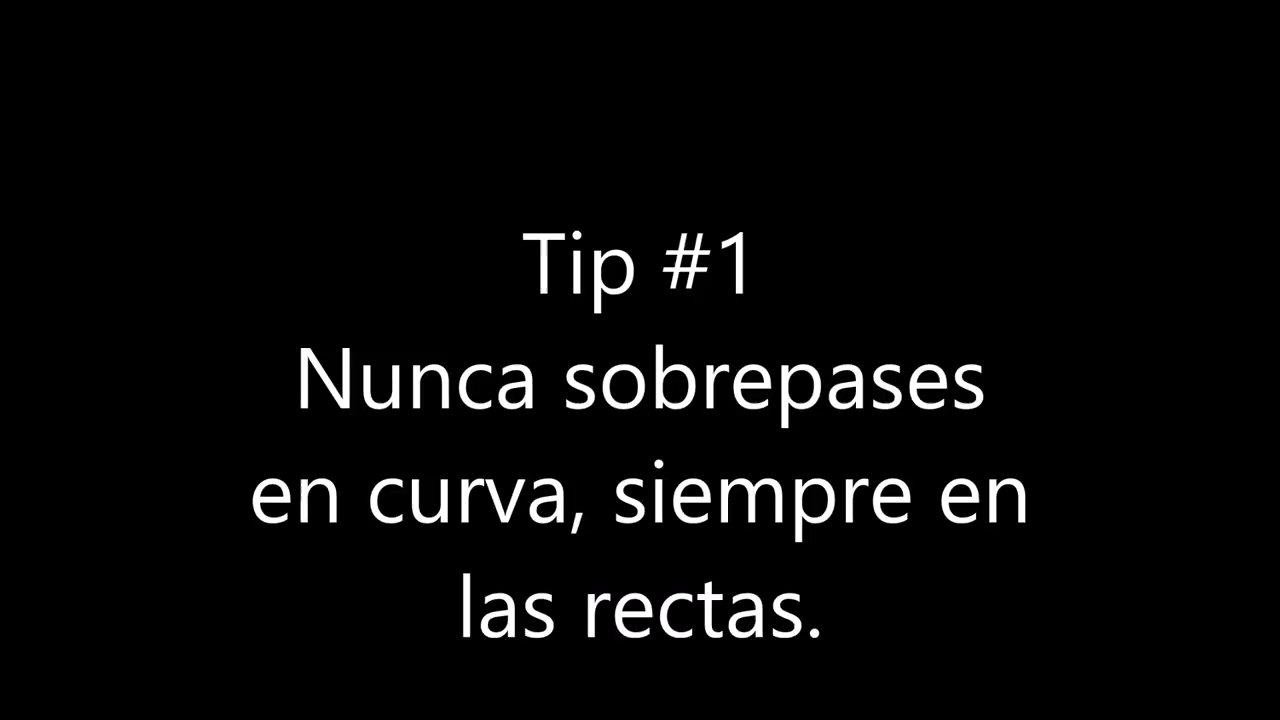 Tip #1
Nunca sobrepases
en curva, siempre en
las rectas.